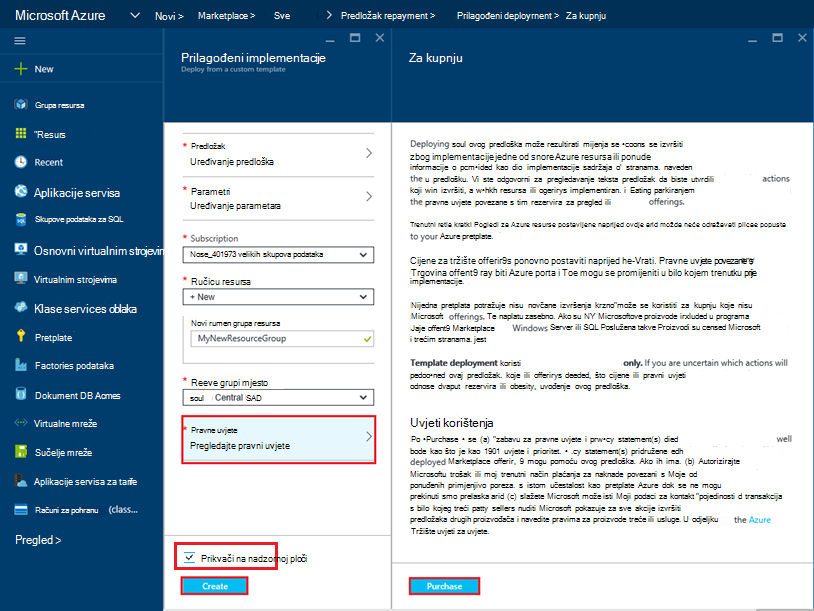 Microsoft Azure Novi > Marketplace > Sve > Predložak repayment > Prilagođeni deployment > Za kupnju
New
Grupa resursa
"Resurs
Recent
Aplikacije servisa
Skupove podataka za SQL
Osnovni virtualnim strojevim
Virtualnim strojevima
Klase services oblaka
Pretplate
Factories podataka
Dokument DB Acmes
Virtualne mreže
Sučelje mreže
Aplikacije servisa za tarife
Računi za pohranu (class...
Pregled >
Prilagođeni implementacije
Deploy from a custom template
* Predložak
Uređivanje predloška
* Parametri
Uređivanje parametara
* Subscription
Nose_401973 velikih skupova podataka
* Ručicu resursa
+ New
Novi rumen grupa resursa
MyNewResourceGroup
* Reeve grupi mjesto
soul Central SAD
* Pravne uvjete
Pregledajte pravni uvjete
Prikvači na nadzornoj ploči
Create
Za kupnju
Deploying soul ovog predloška može rezultirati mijenja se •coons se izvršiti
zbog implementacije jedne od snore Azure resursa ili ponude
informacije o pcm•ided kao dio implementacije sadržaja o' stranama. naveden
the u predlošku. Vi ste odgovorni za pregledavanje teksta predložak da biste utvrdili actions
koji win izvršiti, a w•hkh resursa ili ogerirys implementiran. i Eating parkiranjem
the pravne uvjete povezane s tim rezervira za pregled ili offerings.
Trenutni retla kratki Pogledi za Azure resurse postavljene naprijed ovdje arid možda neće odražavati plicae popusta
to your Azure pretplate.
Cijene za tržište offerir9s ponovno postaviti naprijed he-Vrati. Pravne uvjete povezane's
Trgovina offent9 ray biti Azure porta i Toe mogu se promijeniti u bilo kojem trenutku prije
implementacije.
Nijedna pretplata potražuje nisu novčane izvršenja krzno"može se koristiti za kupnju koje nisu
Microsoft offerings. Te naplatu zasebno. Ako su NY Microsoftove proizvode irxluded u programa
Jaje offent9 Marketplace Windows Server ili SQL Poslužena takve Proizvodi su censed Microsoft
i trećim stranama. jest
Template deployment koristi only. If you are uncertain which actions will
pedoo•ned ovaj predložak. koje ili offerirys deeded, što cijene ili pravni uvjeti
odnose dvaput rezervira ili obesity, uvođenje ovog predloška.
Uvjeti korištenja
Po •Purchase • se (a) "zabavu za pravne uvjete i prw•cy statement(s) died well
bode kao što je kao 1901 uvjete i prioritet. • .cy statement(s) pridružene edh
deployed Marketplace offerir, 9 mogu pomoću ovog predloška. Ako ih ima. (b) Autorizirajte
Microsoftu trošak ili moj trenutni način plaćanja za naknade povezani s Moje od
ponuđenih primjenjivo poreza. s istom učestalost kao pretplate Azure dok se ne mogu
prekinuti smo prelaska arid (c) slažete Microsoft može isti Moji podaci za kontakt "pojedinosti d transakcija
s bilo kojeg treći patty sellers nuditi Microsoft pokazuje za sve akcije izvršiti
predložaka drugih proizvođača i navedite pravima za proizvode treće ili usluge. U odjeljku the Azure
Tržište uvjeti za uvjete.
Purchase